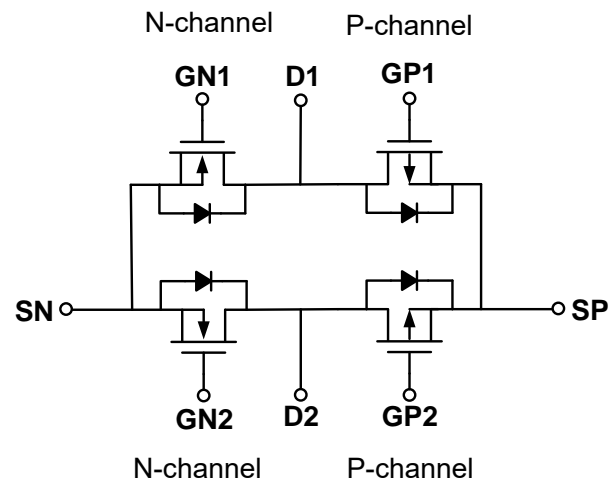 N-channel P-channel
GN1 D1 GP1
SN SP
GN2 D2 GP2
N-channel P-channel